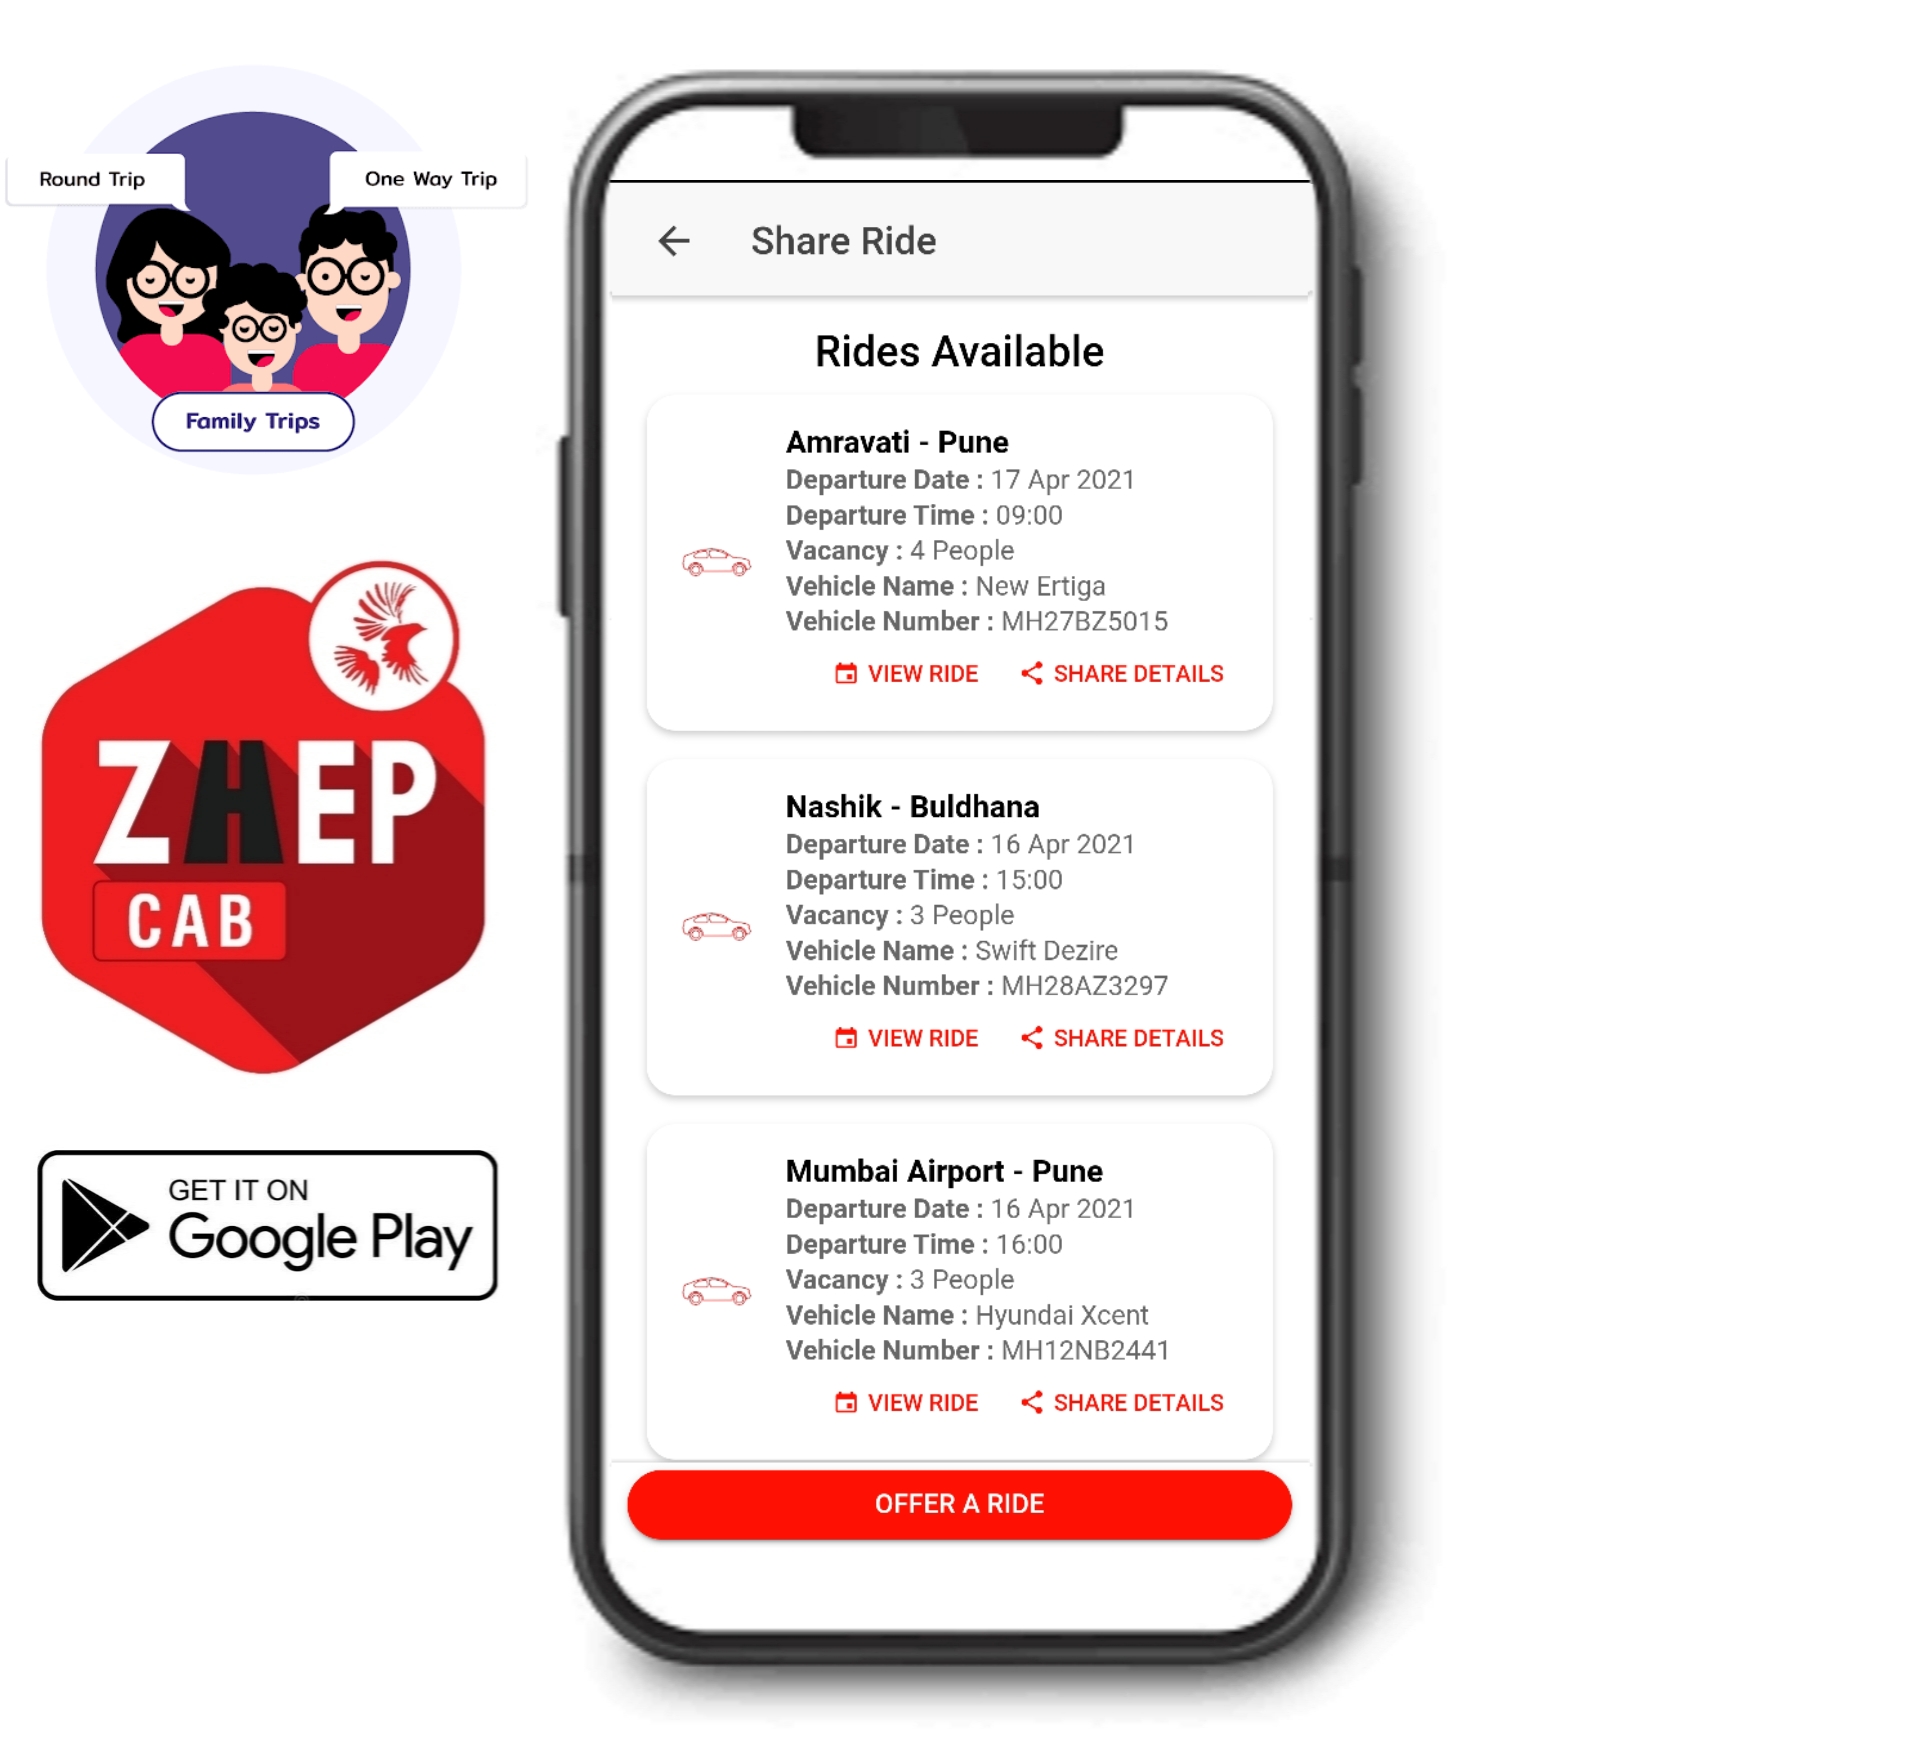 Round Trip
One Way Trip
Family Trips
ZHEP
CAB
GET IT ON
Google Play
Share Ride
Rides Available
Amravati - Pune
Departure Date : 17 Apr 2021
Departure Time : 09:00
Vacancy : 4 People
Vehicle Name : New Ertiga
Vehicle Number : MH27BZ5015
VIEW RIDE SHARE DETAILS
Nashik - Buldhana
Departure Date : 16 Apr 2021
Departure Time : 15:00
Vacancy : 3 People
Vehicle Name : Swift Dezire
Vehicle Number : MH28AZ3297
VIEW RIDE SHARE DETAILS
Mumbai Airport - Pune
Departure Date : 16 Apr 2021
Departure Time : 16:00
Vacancy : 3 People
Vehicle Name : Hyundai Xcent
Vehicle Number : MH12NB2441
VIEW RIDE SHARE DETAILS
OFFER A RIDE